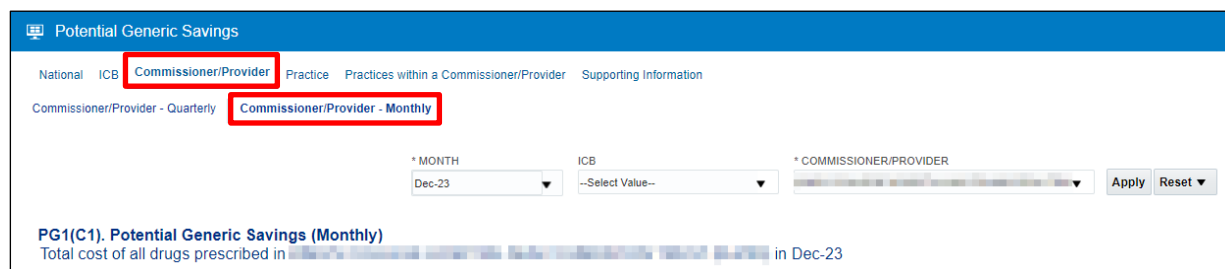 Potential Generic Savings
National ICB Commissioner/Provider Practice Practices within a Commissioner/Provider Supporting Information
Commissioner/Provider - Quarterly Commissioner/Provider - Monthly
* MONTH ICB * COMMISSIONER/PROVIDER
Dec-23 --Select Value-- Apply Reset
PG1(C1). Potential Generic Savings (Monthly)
Total cost of all drugs prescribed in in Dec-23